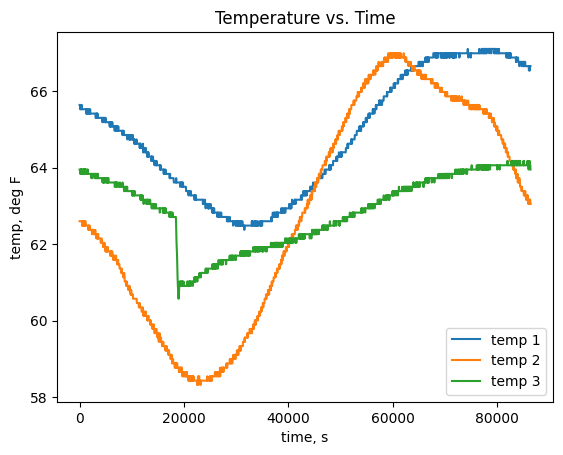 Temperature vs. Time
temp, deg F
66
64
62
60
58
0
20000
40000
60000
80000
time, s
temp 1
temp 2
temp 3